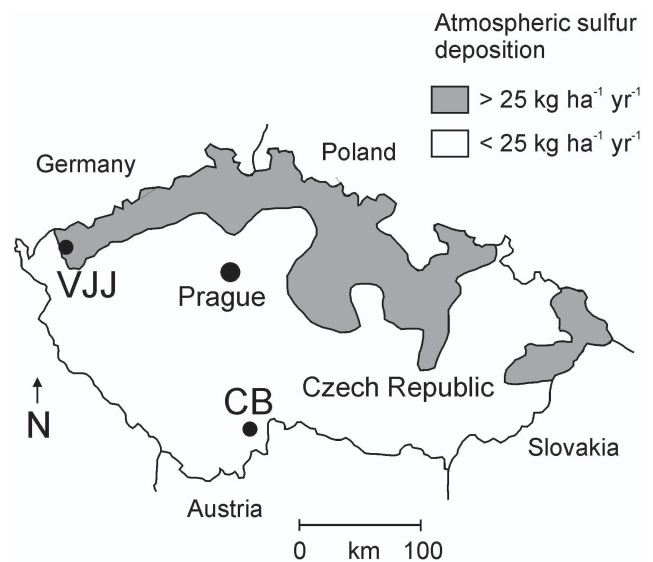 Atmospheric sulfur
deposition
> 25 kg ha⁻¹ yr⁻¹
< 25 kg ha⁻¹ yr⁻¹
Germany
Poland
VJJ
Prague
Czech Republic
CB
N
Slovakia
Austria
0 km 100